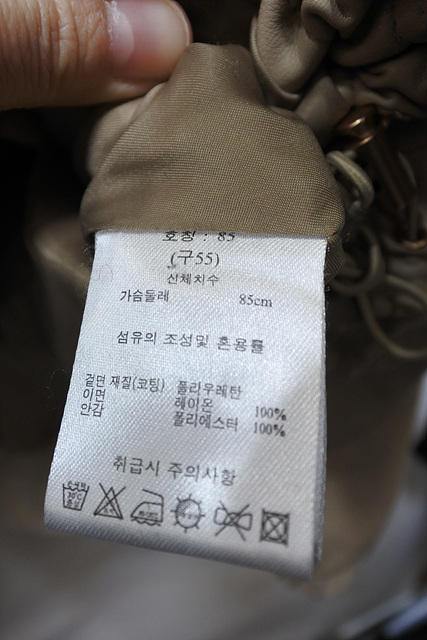 호칭 : 85
(구55)
신체치수
가슴둘레 85cm
섬유의 조성및 혼용률
겉면 재질(코팅) 폴리우레탄
이면 레이온 100%
안감 폴리에스터 100%
취급시 주의사항